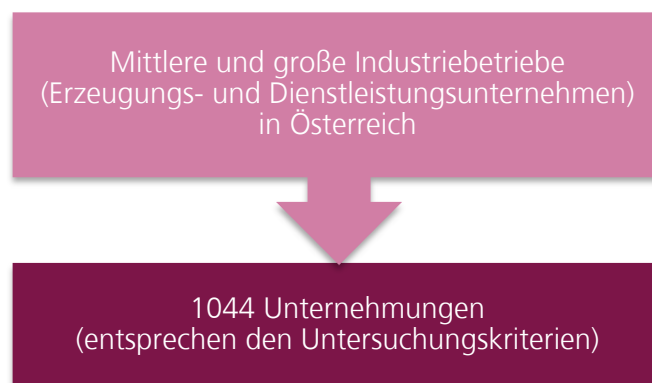 Mittlere und große Industriebetriebe
(Erzeugungs- und Dienstleistungsunternehmen)
in Österreich
1044 Unternehmungen
(entsprechen den Untersuchungskriterien)